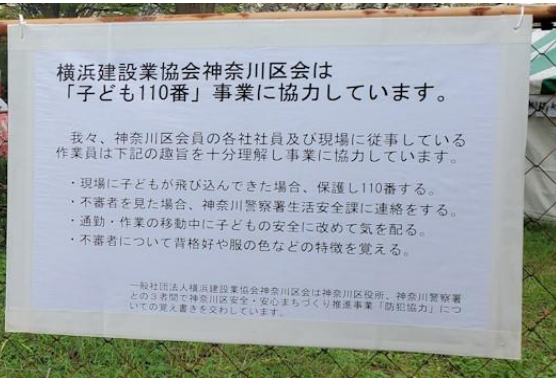 横浜建設業協会神奈川区会は
「子ども110番」事業に協力しています。
我々、神奈川区会員の各社社員及び現場に従事している
作業員は下記の趣旨を十分理解し事業に協力しています。
・現場に子どもが飛び込んできた場合、保護し110番する。
・不審者を見た場合、神奈川警察署生活安全課に連絡をする。
・通勤・作業の移動中に子どもの安全に改めて気を配る。
・不審者について背格好や服の色などの特徴を覚える。
一般社団法人横浜建設業協会神奈川区会は神奈川区役所、神奈川警察署
との3者間で神奈川区安全・安心まちづくり推進事業「防犯協力」につ
いての覚え書きを交わしています。